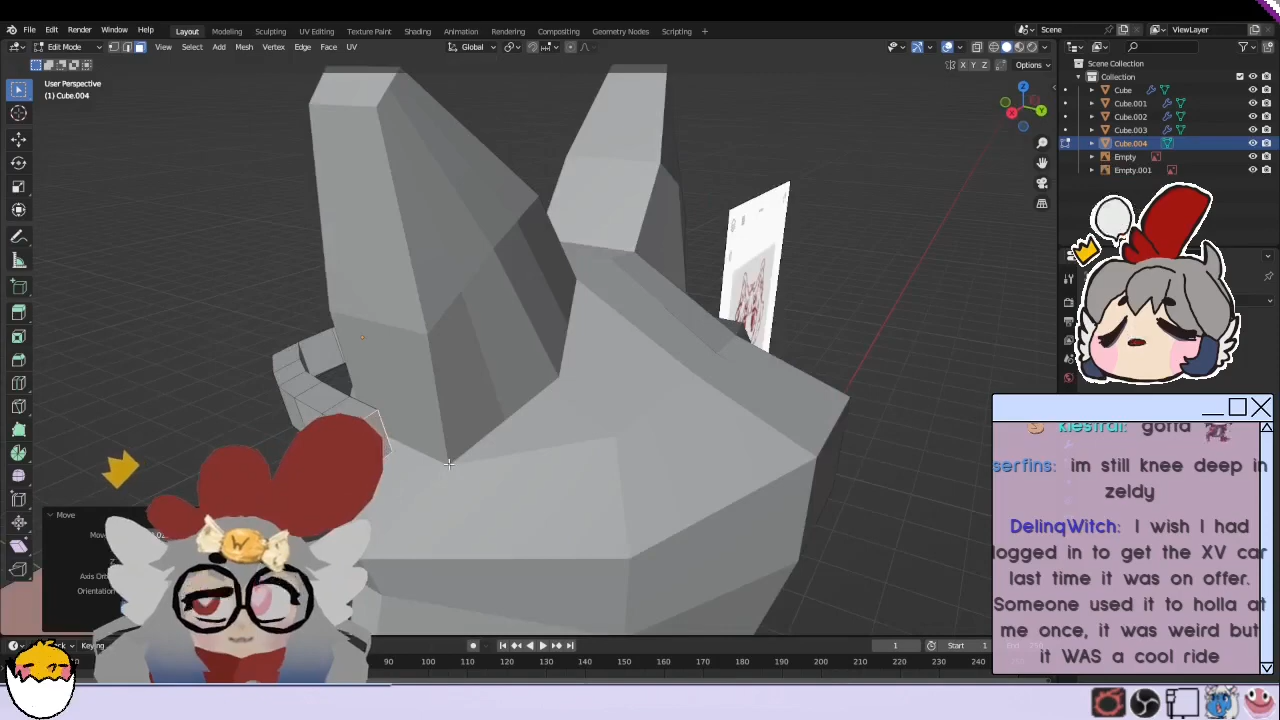 File Edit Render Window Help
Layout Modeling Sculpting UV Editing Texture Paint Shading Animation Rendering Compositing Geometry Nodes Scripting +
Scene
ViewLayer
Edit Mode
View Select Add Mesh Vertex Edge Face UV
Global
X Y Z
Options
User Perspective
(1) Cube.004
Z
Y
X
Scene Collection
Collection
Cube
Cube.001
Cube.002
Cube.003
Cube.004
Empty
Empty.001
Move
Axis
Orientation
W
kiestral: gotta
serfins: im still knee deep in
zeldy
DelinqWitch: I wish I had
logged in to get the XV car
last time it was on offer.
Someone used it to holla at
me once, it was weird but
it WAS a cool ride
Keying
1
Start 1
90 100 110 120 130 140 150 160 170 180 190 200 210 220 230 240